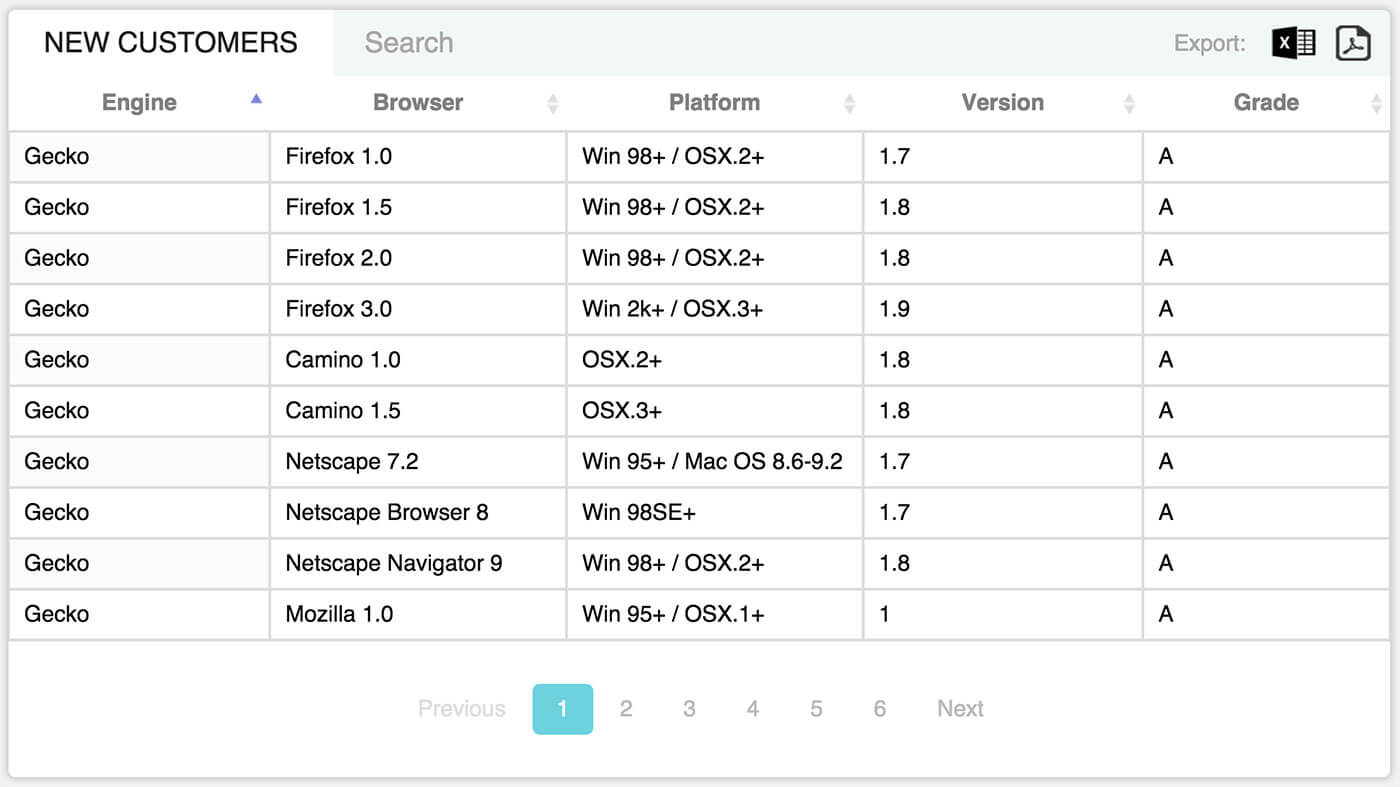 NEW CUSTOMERS Search Export:
Engine Browser Platform Version Grade
Gecko Firefox 1.0 Win 98+ / OSX.2+ 1.7 A
Gecko Firefox 1.5 Win 98+ / OSX.2+ 1.8 A
Gecko Firefox 2.0 Win 98+ / OSX.2+ 1.8 A
Gecko Firefox 3.0 Win 2k+ / OSX.3+ 1.9 A
Gecko Camino 1.0 OSX.2+ 1.8 A
Gecko Camino 1.5 OSX.3+ 1.8 A
Gecko Netscape 7.2 Win 95+ / Mac OS 8.6-9.2 1.7 A
Gecko Netscape Browser 8 Win 98SE+ 1.7 A
Gecko Netscape Navigator 9 Win 98+ / OSX.2+ 1.8 A
Gecko Mozilla 1.0 Win 95+ / OSX.1+ 1 A
Previous 1 2 3 4 5 6 Next